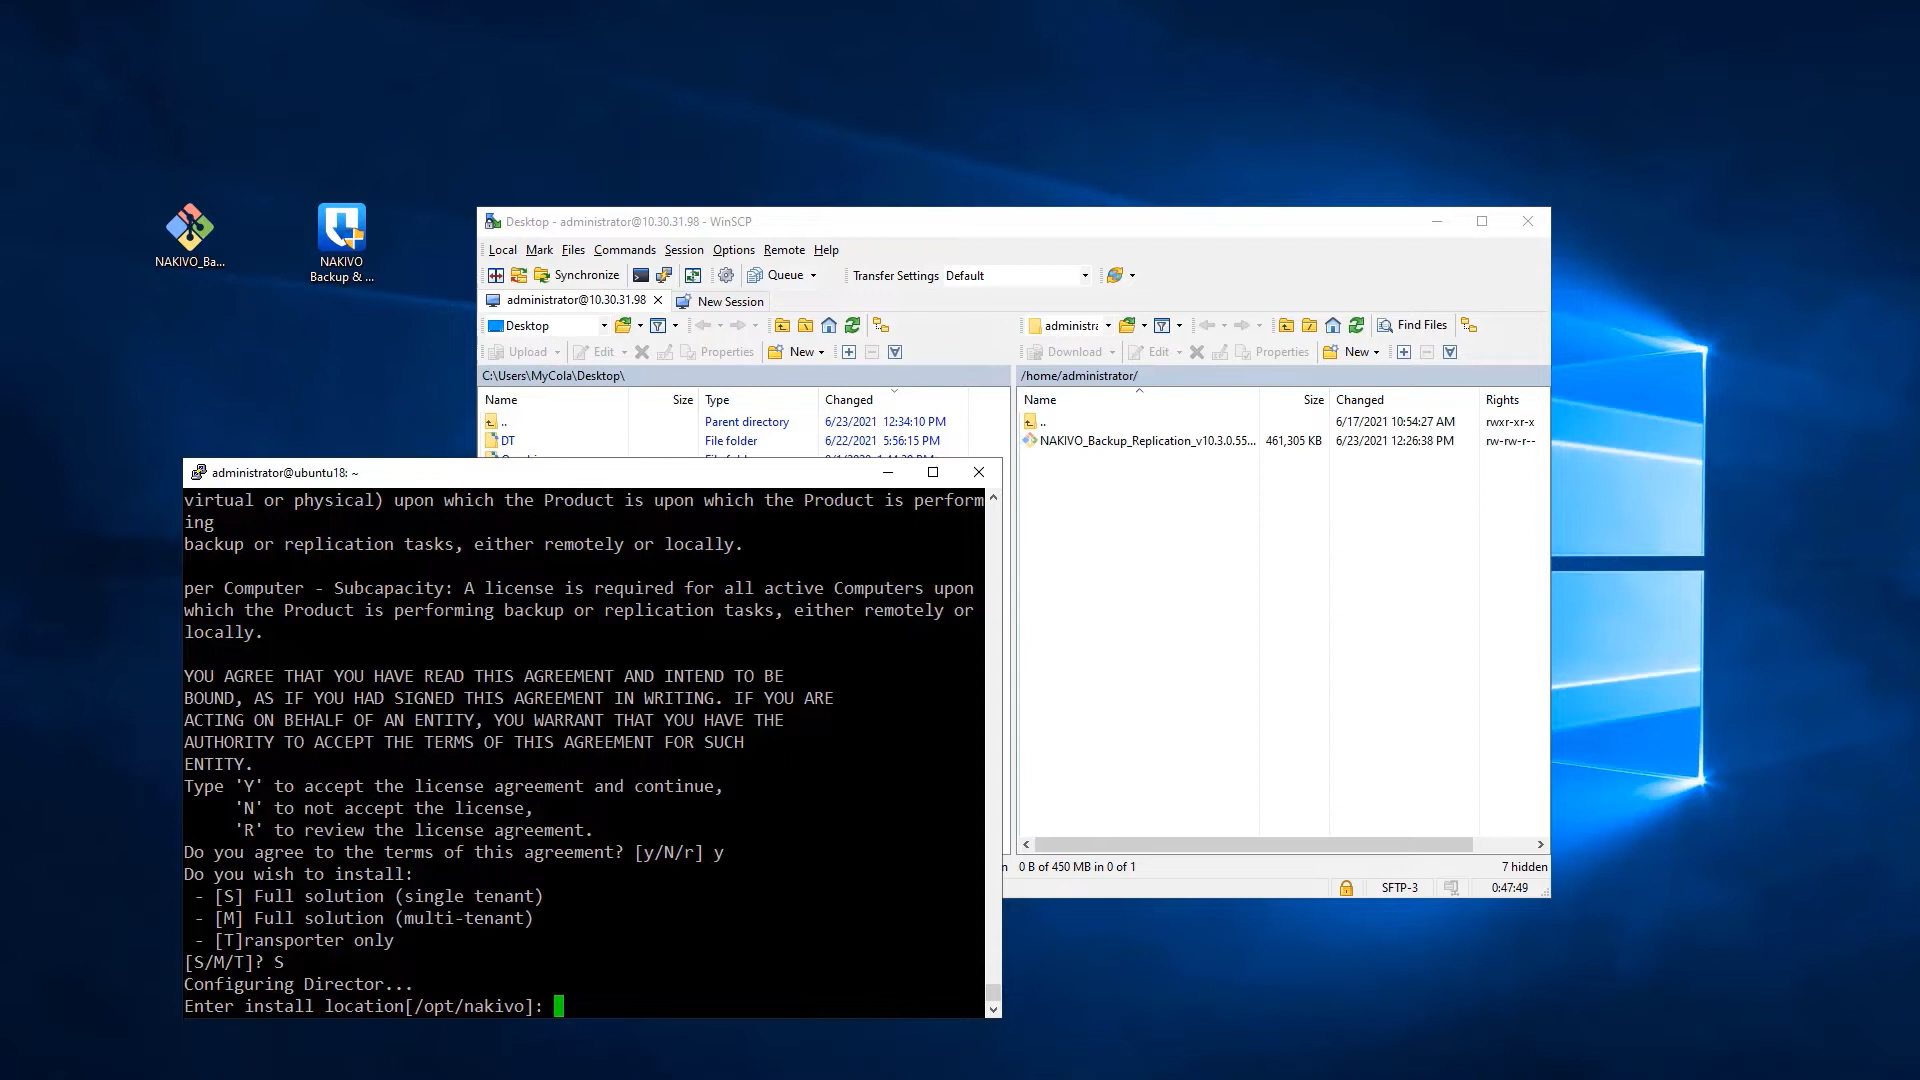 NAKIVO_Ba...
NAKIVO
Backup & ...
Desktop - administrator@10.30.31.98 - WinSCP
Local Mark Files Commands Session Options Remote Help
Synchronize Queue Transfer Settings Default
administrator@10.30.31.98 New Session
Desktop
Upload Edit Properties New
C:\Users\MyCola\Desktop\
Name Size Type Changed
.. Parent directory 6/23/2021 12:34:10 PM
DT File folder 6/22/2021 5:56:15 PM
administra Find Files
Download Edit Properties New
/home/administrator/
Name Size Changed Rights
.. 6/17/2021 10:54:27 AM rwxr-xr-x
NAKIVO_Backup_Replication_v10.3.0.55... 461,305 KB 6/23/2021 12:26:38 PM rw-rw-r--
0 B of 450 MB in 0 of 1 7 hidden
SFTP-3 0:47:49
administrator@ubuntu18: ~
virtual or physical) upon which the Product is upon which the Product is perform
ing
backup or replication tasks, either remotely or locally.
per Computer - Subcapacity: A license is required for all active Computers upon
which the Product is performing backup or replication tasks, either remotely or
locally.
YOU AGREE THAT YOU HAVE READ THIS AGREEMENT AND INTEND TO BE
BOUND, AS IF YOU HAD SIGNED THIS AGREEMENT IN WRITING. IF YOU ARE
ACTING ON BEHALF OF AN ENTITY, YOU WARRANT THAT YOU HAVE THE
AUTHORITY TO ACCEPT THE TERMS OF THIS AGREEMENT FOR SUCH
ENTITY.
Type 'Y' to accept the license agreement and continue,
'N' to not accept the license,
'R' to review the license agreement.
Do you agree to the terms of this agreement? [y/N/r] y
Do you wish to install:
- [S] Full solution (single tenant)
- [M] Full solution (multi-tenant)
- [T]ransporter only
[S/M/T]? S
Configuring Director...
Enter install location[/opt/nakivo]: